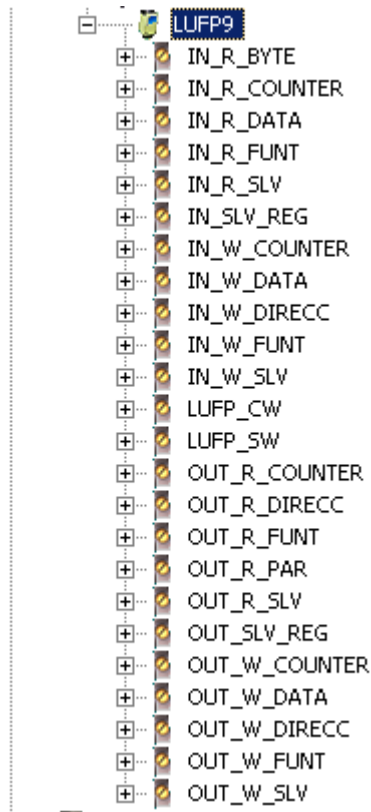 LUFP9
IN_R_BYTE
IN_R_COUNTER
IN_R_DATA
IN_R_FUNT
IN_R_SLV
IN_SLV_REG
IN_W_COUNTER
IN_W_DATA
IN_W_DIRECC
IN_W_FUNT
IN_W_SLV
LUFP_CW
LUFP_SW
OUT_R_COUNTER
OUT_R_DIRECC
OUT_R_FUNT
OUT_R_PAR
OUT_R_SLV
OUT_SLV_REG
OUT_W_COUNTER
OUT_W_DATA
OUT_W_DIRECC
OUT_W_FUNT
OUT_W_SLV